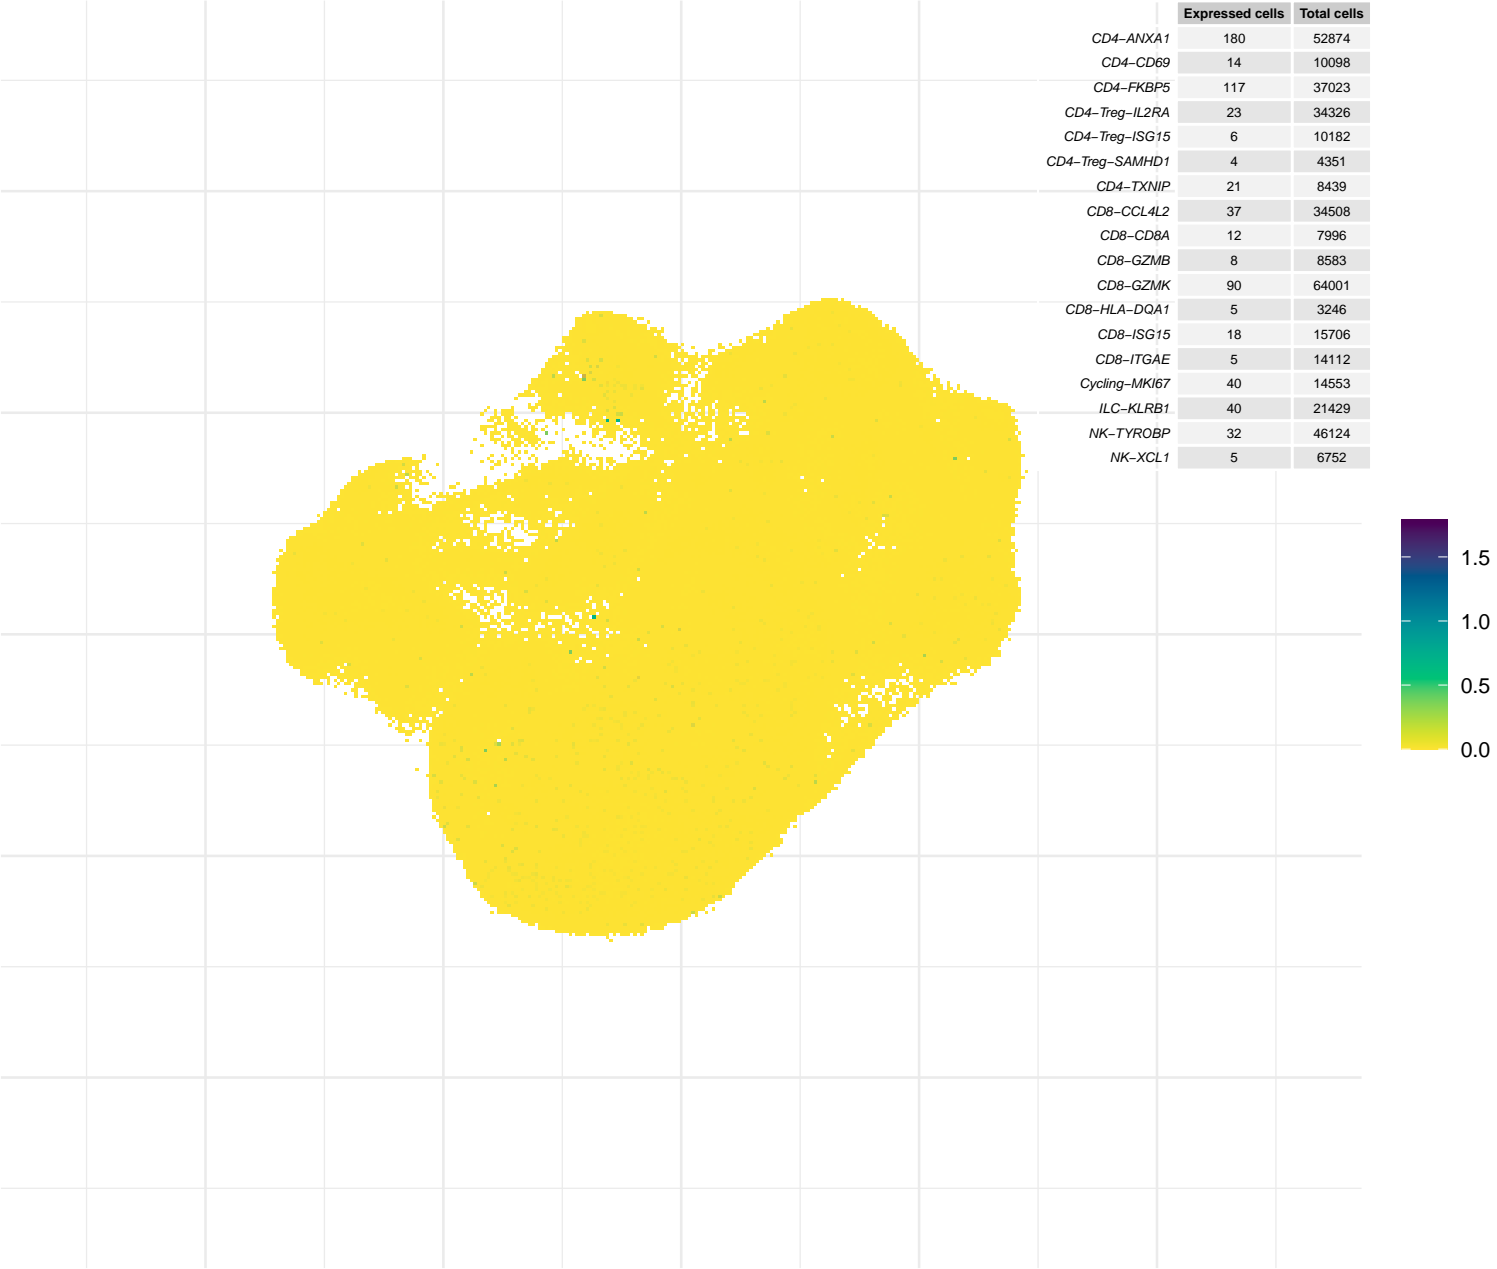 Expressed cells Total cells
CD4−ANXA1 180 52874
CD4−CD69 14 10098
CD4−FKBP5 117 37023
CD4−Treg−IL2RA 23 34326
CD4−Treg−ISG15 6 10182
CD4−Treg−SAMHD1 4 4351
CD4−TXNIP 21 8439
CD8−CCL4L2 37 34508
CD8−CD8A 12 7996
CD8−GZMB 8 8583
CD8−GZMK 90 64001
CD8−HLA−DQA1 5 3246
CD8−ISG15 18 15706
CD8−ITGAE 5 14112
Cycling−MKI67 40 14553
ILC−KLRB1 40 21429
NK−TYROBP 32 46124
NK−XCL1 5 6752
1.5
1.0
0.5
0.0